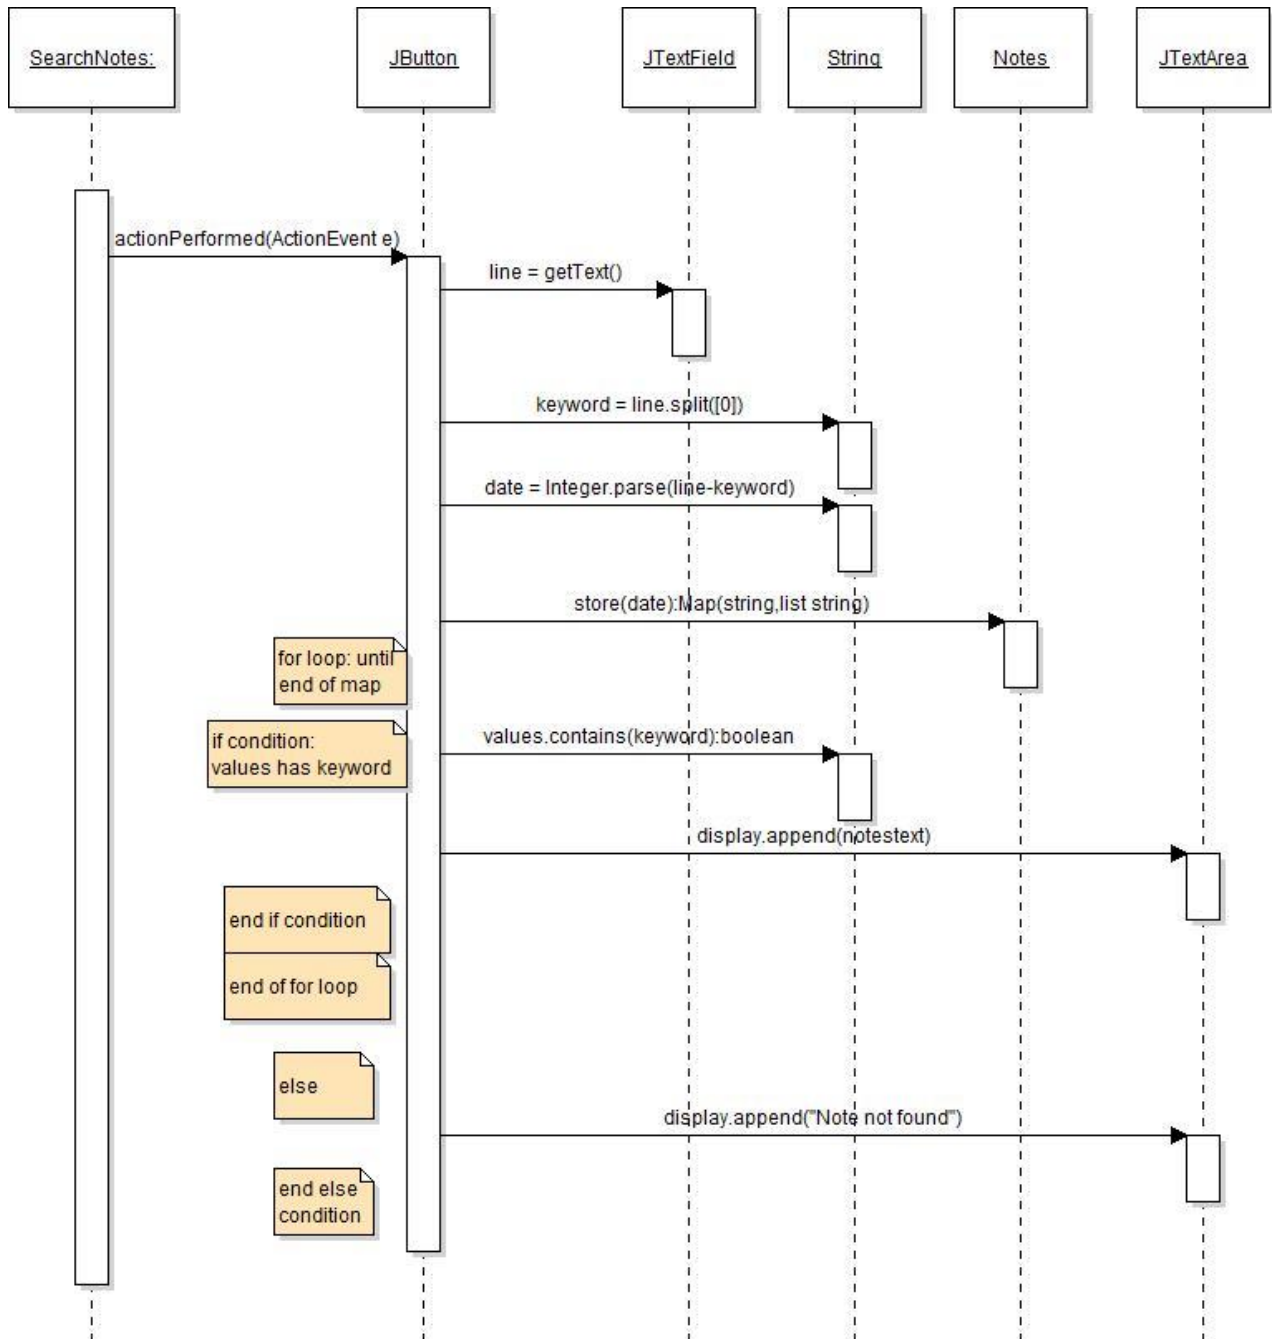 SearchNotes:
JButton
JTextField
String
Notes
JTextArea
actionPerformed(ActionEvent e)
line = getText()
keyword = line.split([0])
date = Integer.parse(line-keyword)
store(date):Map(string,list string)
for loop: until
end of map
if condition:
values has keyword
values.contains(keyword):boolean
display.append(notestext)
end if condition
end of for loop
else
display.append("Note not found")
end else
condition